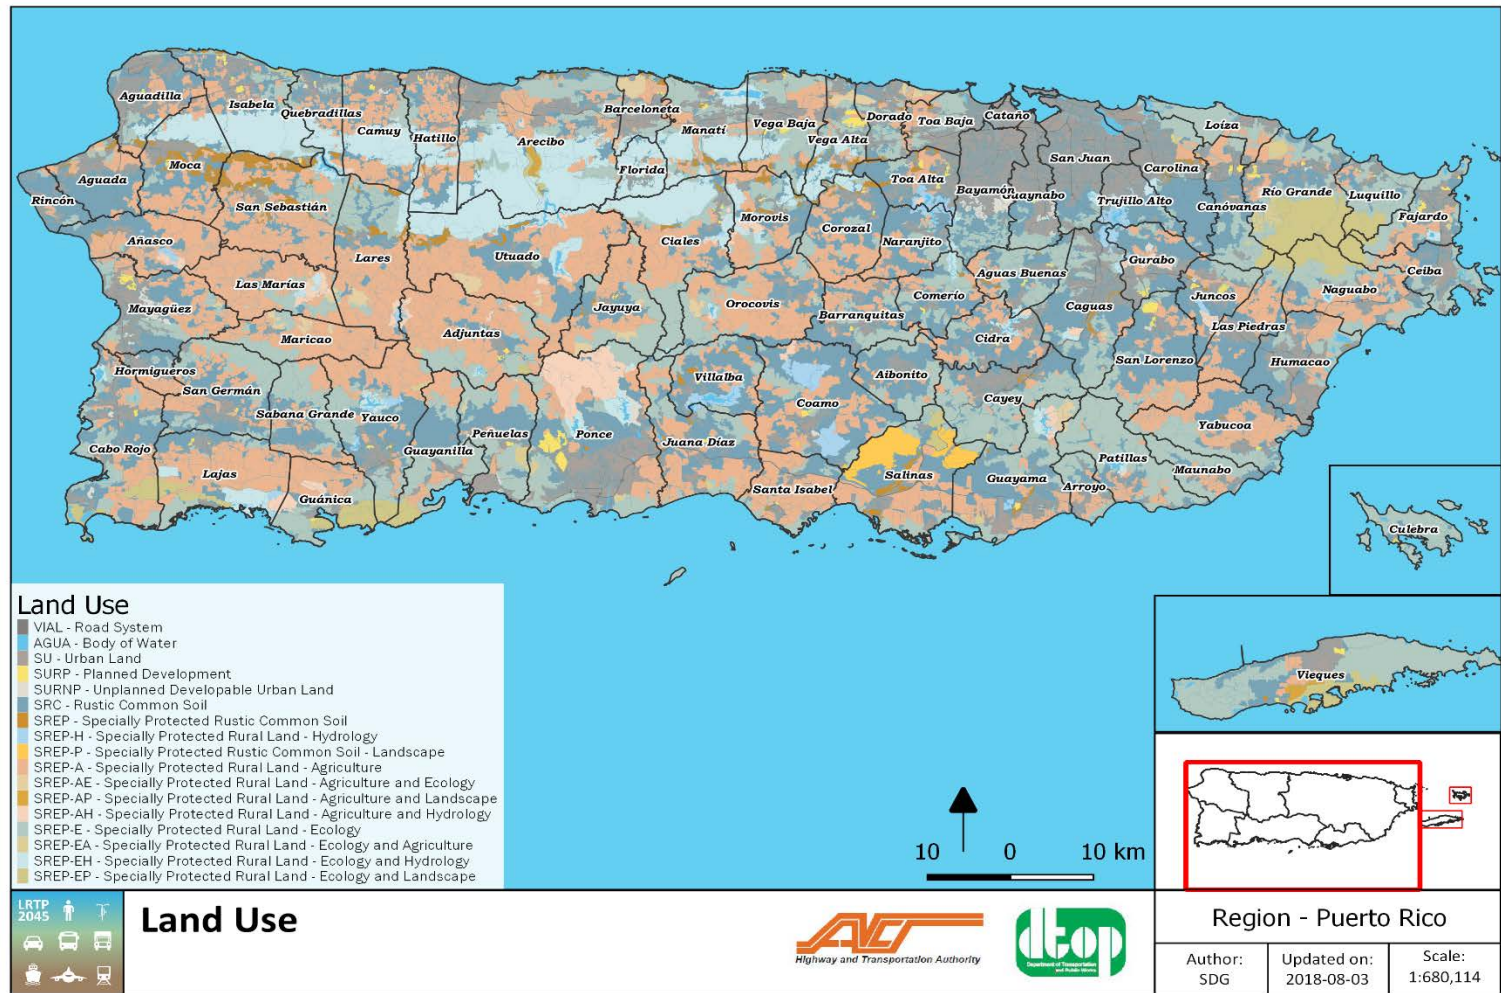 Aguadilla
Isabela
Quebradillas
Camuy
Hatillo
Arecibo
Barceloneta
Manatí
Vega Baja
Vega Alta
Dorado
Toa Baja
Cataño
San Juan
Loíza
Carolina
Moca
Aguada
Rincón
San Sebastián
Florida
Toa Alta
Bayamón
Guaynabo
Trujillo Alto
Canóvanas
Río Grande
Luquillo
Fajardo
Añasco
Lares
Utuado
Ciales
Morovis
Corozal
Naranjito
Aguas Buenas
Gurabo
Ceiba
Las Marías
Mayagüez
Maricao
Adjuntas
Jayuya
Orocovis
Barranquitas
Comerío
Caguas
Juncos
Naguabo
Las Piedras
Cidra
Hormigueros
San Germán
Sabana Grande
Yauco
Villalba
Aibonito
San Lorenzo
Humacao
Coamo
Cayey
Cabo Rojo
Lajas
Guánica
Guayanilla
Peñuelas
Ponce
Juana Díaz
Yabucoa
Santa Isabel
Salinas
Guayama
Arroyo
Patillas
Maunabo
Culebra
Vieques
Land Use
VIAL - Road System
AGUA - Body of Water
SU - Urban Land
SURP - Planned Development
SURNP - Unplanned Developable Urban Land
SRC - Rustic Common Soil
SREP - Specially Protected Rustic Common Soil
SREP-H - Specially Protected Rural Land - Hydrology
SREP-P - Specially Protected Rustic Common Soil - Landscape
SREP-A - Specially Protected Rural Land - Agriculture
SREP-AE - Specially Protected Rural Land - Agriculture and Ecology
SREP-AP - Specially Protected Rural Land - Agriculture and Landscape
SREP-AH - Specially Protected Rural Land - Agriculture and Hydrology
SREP-E - Specially Protected Rural Land - Ecology
SREP-EA - Specially Protected Rural Land - Ecology and Agriculture
SREP-EH - Specially Protected Rural Land - Ecology and Hydrology
SREP-EP - Specially Protected Rural Land - Ecology and Landscape
10 0 10 km
LRTP
2045
Land Use
ACT
Highway and Transportation Authority
dtop
Department of Transportation
and Public Works
Region - Puerto Rico
Author:
SDG
Updated on:
2018-08-03
Scale:
1:680,114